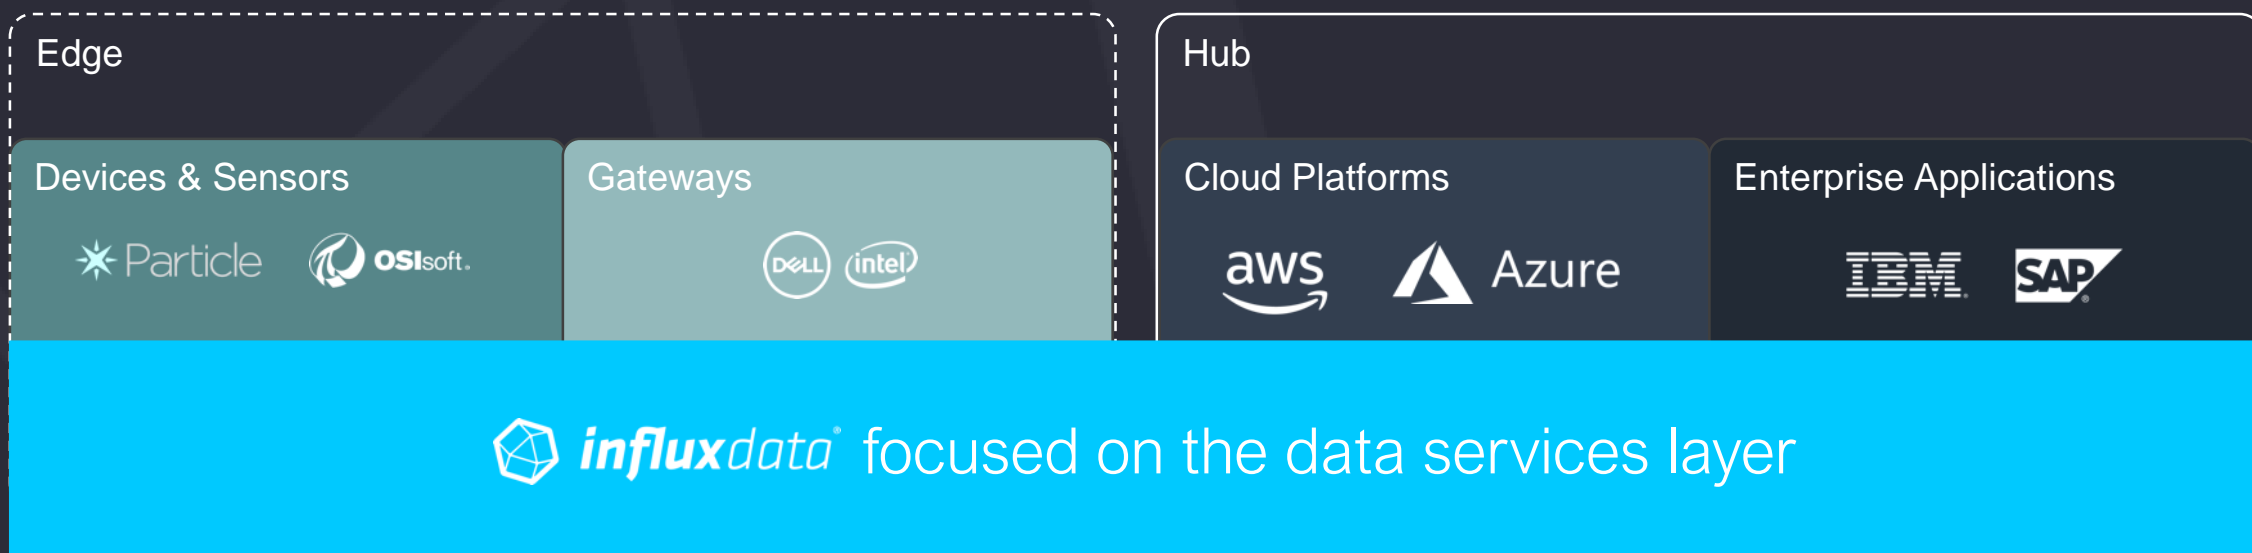 Edge
Hub
Devices & Sensors
Gateways
Cloud Platforms
Enterprise Applications
Particle
OSIsoft.
DELL
intel
aws
Azure
IBM
SAP
influxdata focused on the data services layer